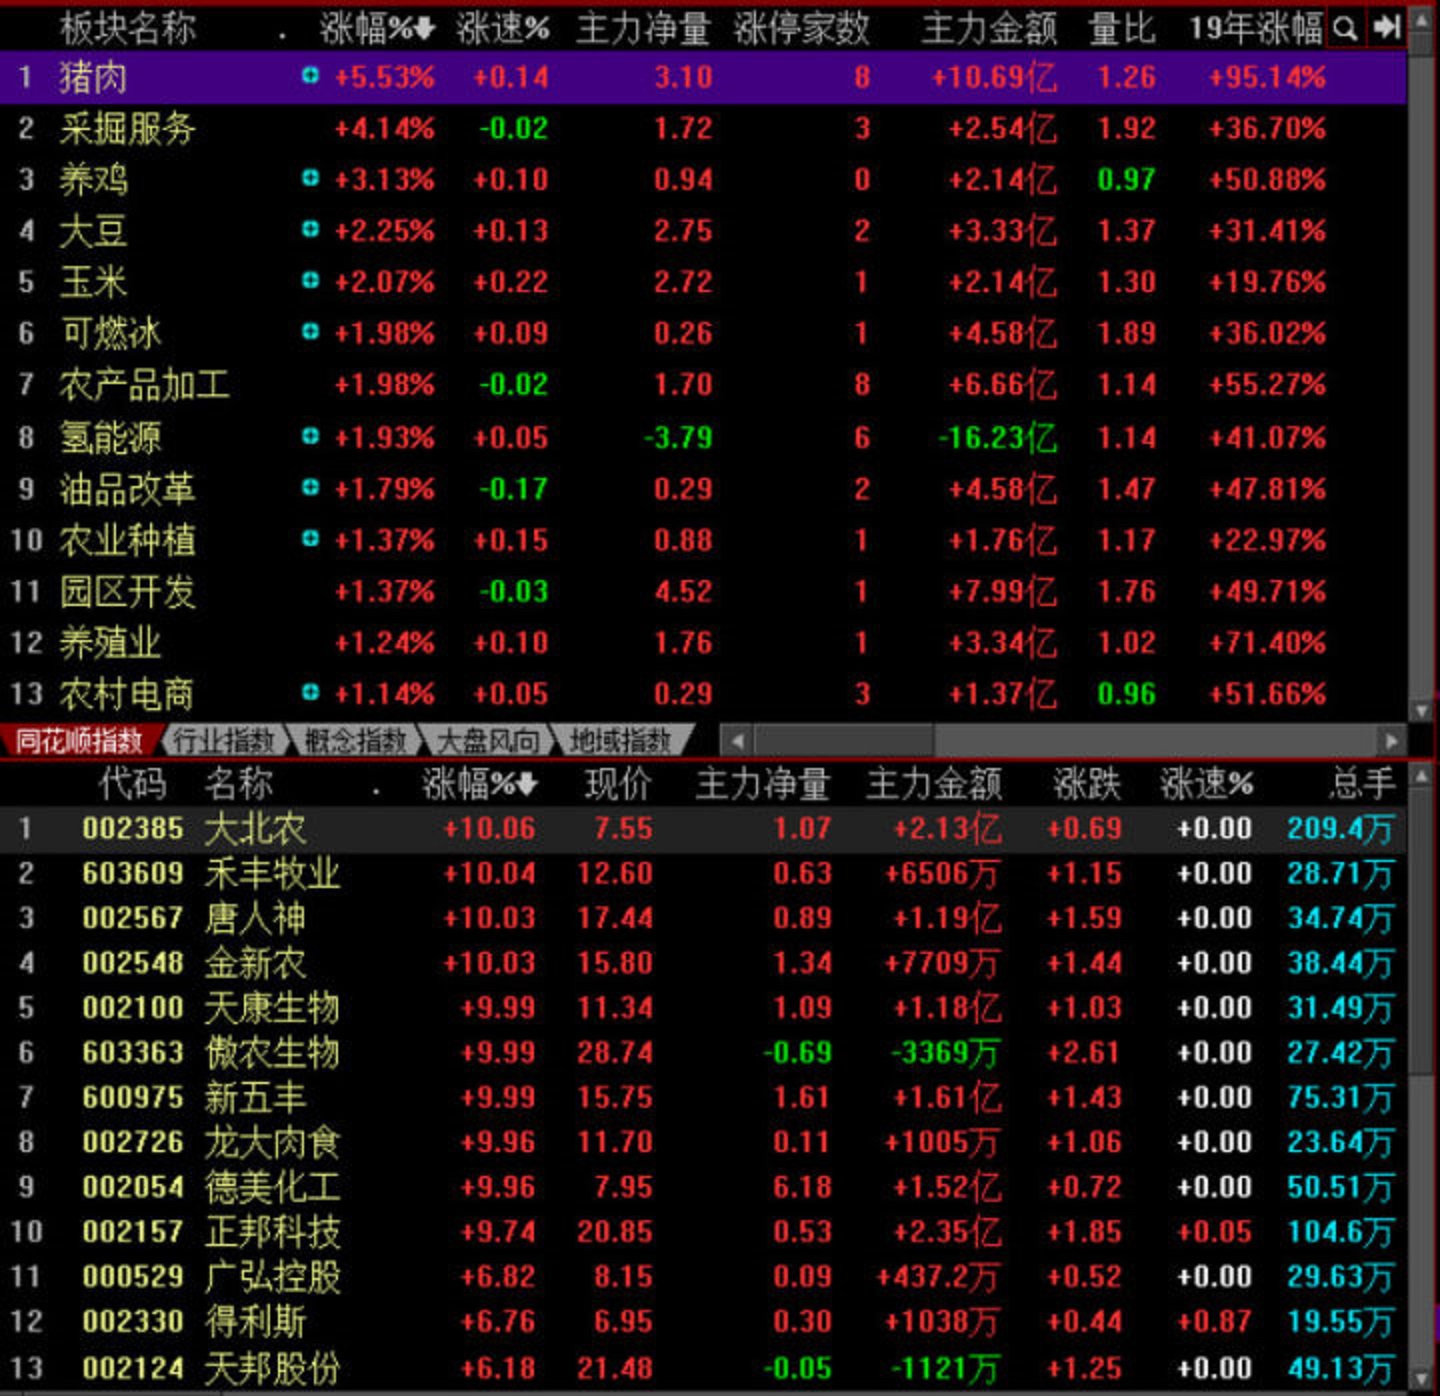 板块名称 . 涨幅% 涨速% 主力净量 涨停家数 主力金额 量比 19年涨幅
1 猪肉 +5.53% +0.14 3.10 8 +10.69亿 1.26 +95.14%
2 采掘服务 +4.14% -0.02 1.72 3 +2.54亿 1.92 +36.70%
3 养鸡 +3.13% +0.10 0.94 0 +2.14亿 0.97 +50.88%
4 大豆 +2.25% +0.13 2.75 2 +3.33亿 1.37 +31.41%
5 玉米 +2.07% +0.22 2.72 1 +2.14亿 1.30 +19.76%
6 可燃冰 +1.98% +0.09 0.26 1 +4.58亿 1.89 +36.02%
7 农产品加工 +1.98% -0.02 1.70 8 +6.66亿 1.14 +55.27%
8 氢能源 +1.93% +0.05 -3.79 6 -16.23亿 1.14 +41.07%
9 油品改革 +1.79% -0.17 0.29 2 +4.58亿 1.47 +47.81%
10 农业种植 +1.37% +0.15 0.88 1 +1.76亿 1.17 +22.97%
11 园区开发 +1.37% -0.03 4.52 1 +7.99亿 1.76 +49.71%
12 养殖业 +1.24% +0.10 1.76 1 +3.34亿 1.02 +71.40%
13 农村电商 +1.14% +0.05 0.29 3 +1.37亿 0.96 +51.66%
同花顺指数 行业指数 概念指数 大盘风向 地域指数
代码 名称 . 涨幅% 现价 主力净量 主力金额 涨跌 涨速% 总手
1 002385 大北农 +10.06 7.55 1.07 +2.13亿 +0.69 +0.00 209.4万
2 603609 禾丰牧业 +10.04 12.60 0.63 +6506万 +1.15 +0.00 28.71万
3 002567 唐人神 +10.03 17.44 0.89 +1.19亿 +1.59 +0.00 34.74万
4 002548 金新农 +10.03 15.80 1.34 +7709万 +1.44 +0.00 38.44万
5 002100 天康生物 +9.99 11.34 1.09 +1.18亿 +1.03 +0.00 31.49万
6 603363 傲农生物 +9.99 28.74 -0.69 -3369万 +2.61 +0.00 27.42万
7 600975 新五丰 +9.99 15.75 1.61 +1.61亿 +1.43 +0.00 75.31万
8 002726 龙大肉食 +9.96 11.70 0.11 +1005万 +1.06 +0.00 23.64万
9 002054 德美化工 +9.96 7.95 6.18 +1.52亿 +0.72 +0.00 50.51万
10 002157 正邦科技 +9.74 20.85 0.53 +2.35亿 +1.85 +0.05 104.6万
11 000529 广弘控股 +6.82 8.15 0.09 +437.2万 +0.52 +0.00 29.63万
12 002330 得利斯 +6.76 6.95 0.30 +1038万 +0.44 +0.87 19.55万
13 002124 天邦股份 +6.18 21.48 -0.05 -1121万 +1.25 +0.00 49.13万